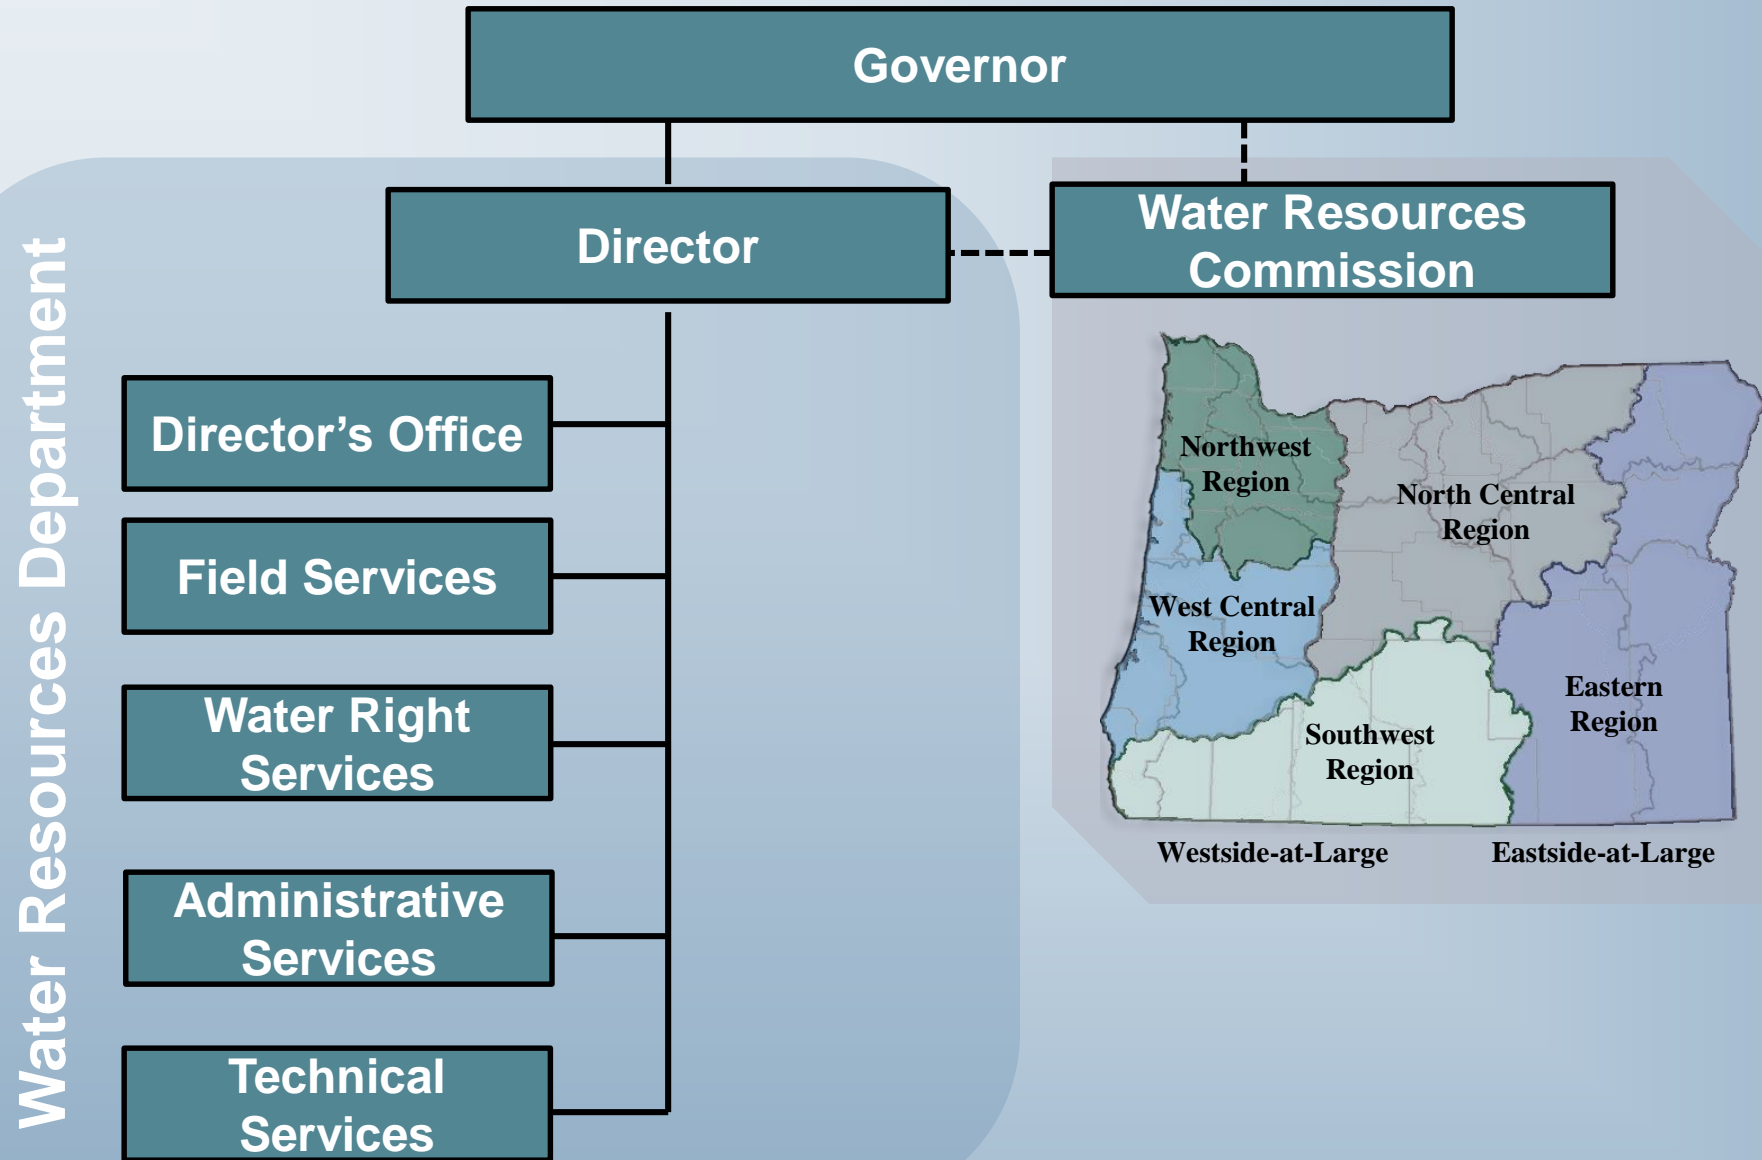 Governor
Director
Water Resources
Commission
Water Resources Department
Director’s Office
Field Services
Water Right
Services
Administrative
Services
Technical
Services
Northwest
Region
North Central
Region
West Central
Region
Eastern
Region
Southwest
Region
Westside-at-Large
Eastside-at-Large